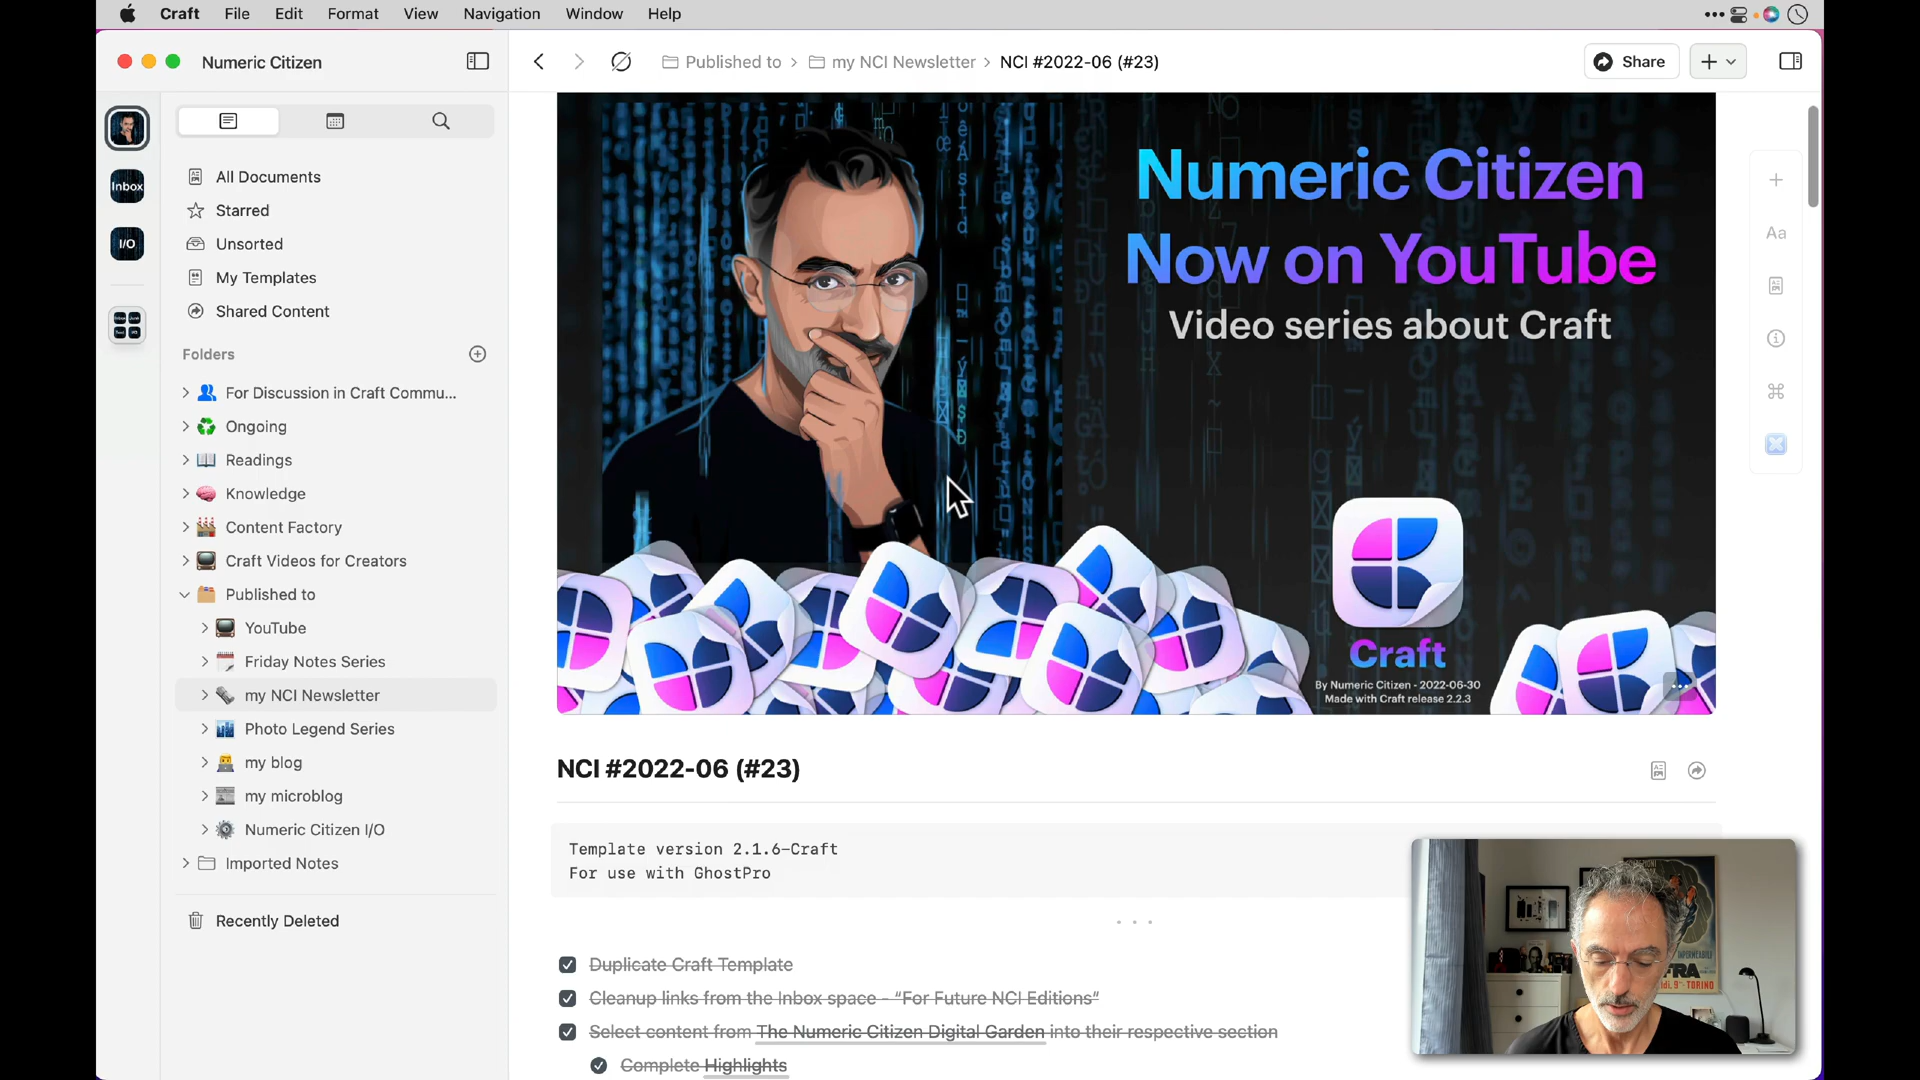 Craft File Edit Format View Navigation Window Help
Numeric Citizen
Published to > my NCI Newsletter > NCI #2022-06 (#23)
Share
Inbox
I/O
All Documents
Starred
Unsorted
My Templates
Shared Content
Folders
For Discussion in Craft Commu...
Ongoing
Readings
Knowledge
Content Factory
Craft Videos for Creators
Published to
YouTube
Friday Notes Series
my NCI Newsletter
Photo Legend Series
my blog
my microblog
Numeric Citizen I/O
Imported Notes
Recently Deleted
Numeric Citizen
Now on YouTube
Video series about Craft
Craft
By Numeric Citizen - 2022-06-30
Made with Craft release 2.2.3
Aa
NCI #2022-06 (#23)
Template version 2.1.6-Craft
For use with GhostPro
Duplicate Craft Template
Cleanup links from the Inbox space - “For Future NCI Editions”
Select content from The Numeric Citizen Digital Garden into their respective section
Complete Highlights